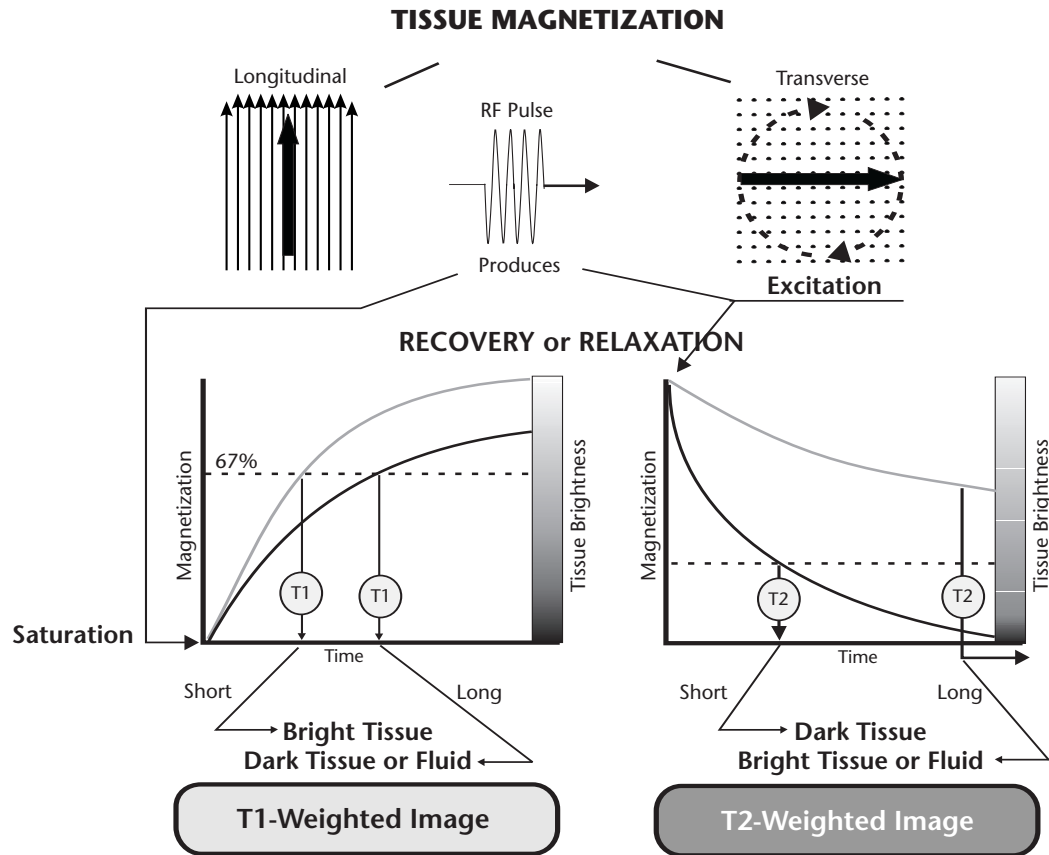 TISSUE MAGNETIZATION
Longitudinal
RF Pulse
Transverse
Produces
Excitation
RECOVERY or RELAXATION
Magnetization
67%
T1
T1
Tissue Brightness
Magnetization
T2
T2
Tissue Brightness
Saturation
Time
Time
Short
Long
Short
Long
Bright Tissue
Dark Tissue or Fluid
Dark Tissue
Bright Tissue or Fluid
T1-Weighted Image
T2-Weighted Image